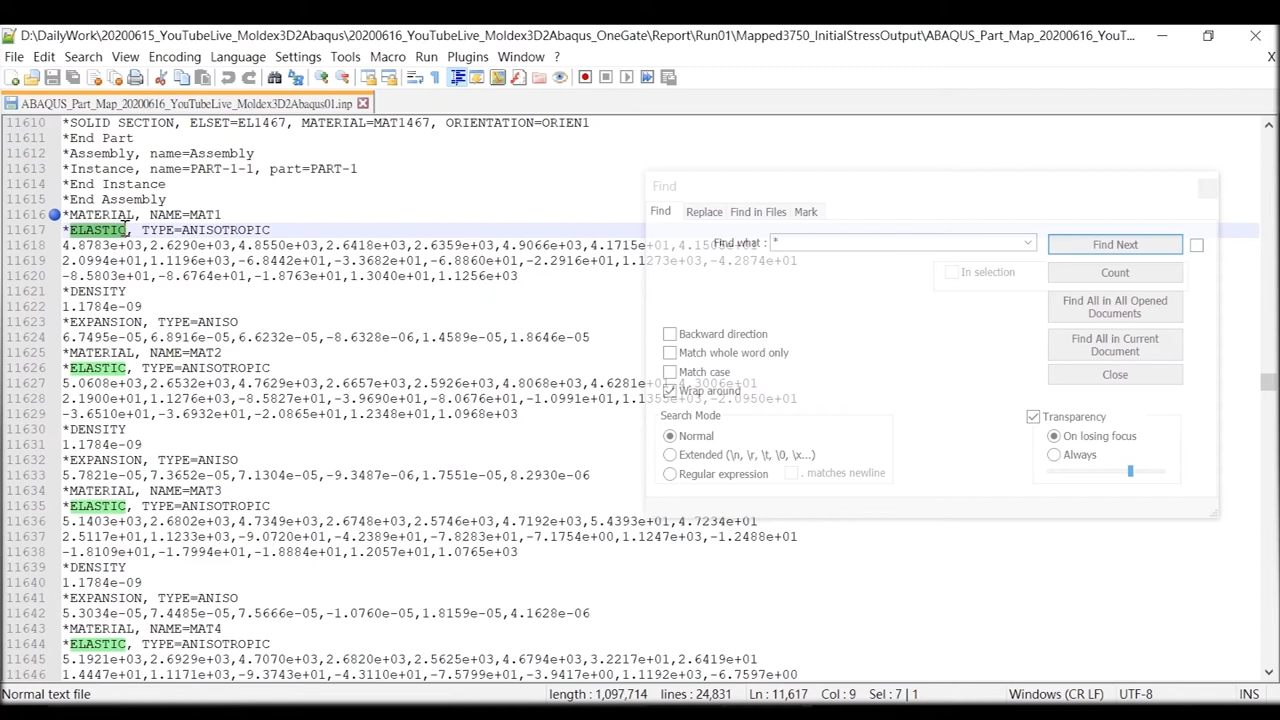 D:\DailyWork\20200615_YouTubeLive_Moldex3D2Abaqus\20200616_YouTubeLive_Moldex3D2Abaqus_OneGate\Report\Run01\Mapped3750_InitialStressOutput\ABAQUS_Part_Map_20200616_YouT...
File Edit Search View Encoding Language Settings Tools Macro Run Plugins Window ?
ABAQUS_Part_Map_20200616_YouTubeLive_Moldex3D2Abaqus01.inp
11610 *SOLID SECTION, ELSET=EL1467, MATERIAL=MAT1467, ORIENTATION=ORIEN1
11611 *End Part
11612 *Assembly, name=Assembly
11613 *Instance, name=PART-1-1, part=PART-1
11614 *End Instance
11615 *End Assembly
11616 *MATERIAL, NAME=MAT1
11617 *ELASTIC, TYPE=ANISOTROPIC
11618 4.8783e+03,2.6290e+03,4.8550e+03,2.6418e+03,2.6359e+03,4.9066e+03,4.1715e+01
11619 2.0994e+01,1.1196e+03,-6.8442e+01,-3.3682e+01,-6.8860e+01,-2.2916e+01,1.1273e+03,-4.2874e+01
11620 -8.5803e+01,-8.6764e+01,-1.8763e+01,1.3040e+01,1.1256e+03
11621 *DENSITY
11622 1.1784e-09
11623 *EXPANSION, TYPE=ANISO
11624 6.7495e-05,6.8916e-05,6.6232e-05,-8.6328e-06,1.4589e-05,1.8646e-05
11625 *MATERIAL, NAME=MAT2
11626 *ELASTIC, TYPE=ANISOTROPIC
11627 5.0608e+03,2.6532e+03,4.7629e+03,2.6657e+03,2.5926e+03,4.8068e+03,4.6281e+01,4.3006e+01
11628 2.1900e+01,1.1276e+03,-8.5787e+01,-3.9690e+01,-8.0676e+01,-1.0991e+01,1.1355e+03,-2.0950e+01
11629 -3.6510e+01,-3.6932e+01,-2.0865e+01,1.2348e+01,1.0968e+03
11630 *DENSITY
11631 1.1784e-09
11632 *EXPANSION, TYPE=ANISO
11633 5.7821e-05,7.3652e-05,7.1304e-05,-9.3487e-06,1.7551e-05,8.2930e-06
11634 *MATERIAL, NAME=MAT3
11635 *ELASTIC, TYPE=ANISOTROPIC
11636 5.1403e+03,2.6802e+03,4.7349e+03,2.6748e+03,2.5746e+03,4.7192e+03,5.4393e+01,4.7234e+01
11637 2.5117e+01,1.1233e+03,-9.0720e+01,-4.2389e+01,-7.8283e+01,-7.1754e+00,1.1247e+03,-1.2488e+01
11638 -1.8109e+01,-1.7994e+01,-1.8884e+01,1.2057e+01,1.0765e+03
11639 *DENSITY
11640 1.1784e-09
11641 *EXPANSION, TYPE=ANISO
11642 5.3034e-05,7.4485e-05,7.5666e-05,-1.0760e-05,1.8159e-05,4.1628e-06
11643 *MATERIAL, NAME=MAT4
11644 *ELASTIC, TYPE=ANISOTROPIC
11645 5.1921e+03,2.6929e+03,4.7070e+03,2.6820e+03,2.5625e+03,4.6794e+03,3.2217e+01,2.6419e+01
11646 1.4447e+01,1.1171e+03,-9.3743e+01,-4.3110e+01,-7.5799e+01,-3.9417e+00,1.1192e+03,-6.7597e+00
Find
Find Replace Find in Files Mark
Find what : *
Find Next
In selection
Count
Find All in All Opened
Documents
Find All in Current
Document
Close
Backward direction
Match whole word only
Match case
Wrap around
Search Mode
Normal
Extended (\n, \r, \t, \0, \x...)
Regular expression
. matches newline
Transparency
On losing focus
Always
Normal text file length : 1,097,714 lines : 24,831 Ln : 11,617 Col : 9 Sel : 7 | 1 Windows (CR LF) UTF-8 INS